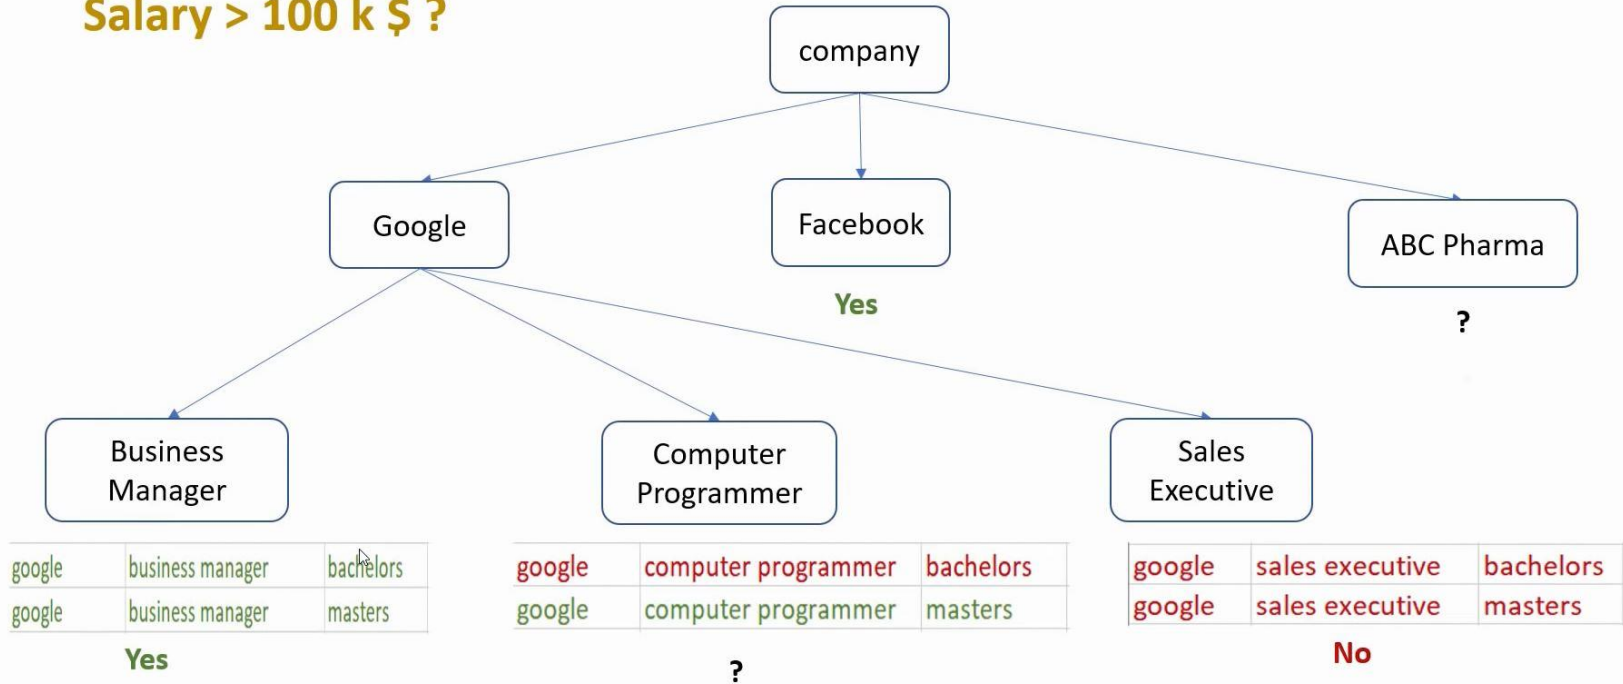 Salary > 100 k $ ?
company
Google
Facebook
ABC Pharma
Yes
?
Business
Manager
Computer
Programmer
Sales
Executive
google business manager bachelors
google business manager masters
Yes
google computer programmer bachelors
google computer programmer masters
?
google sales executive bachelors
google sales executive masters
No